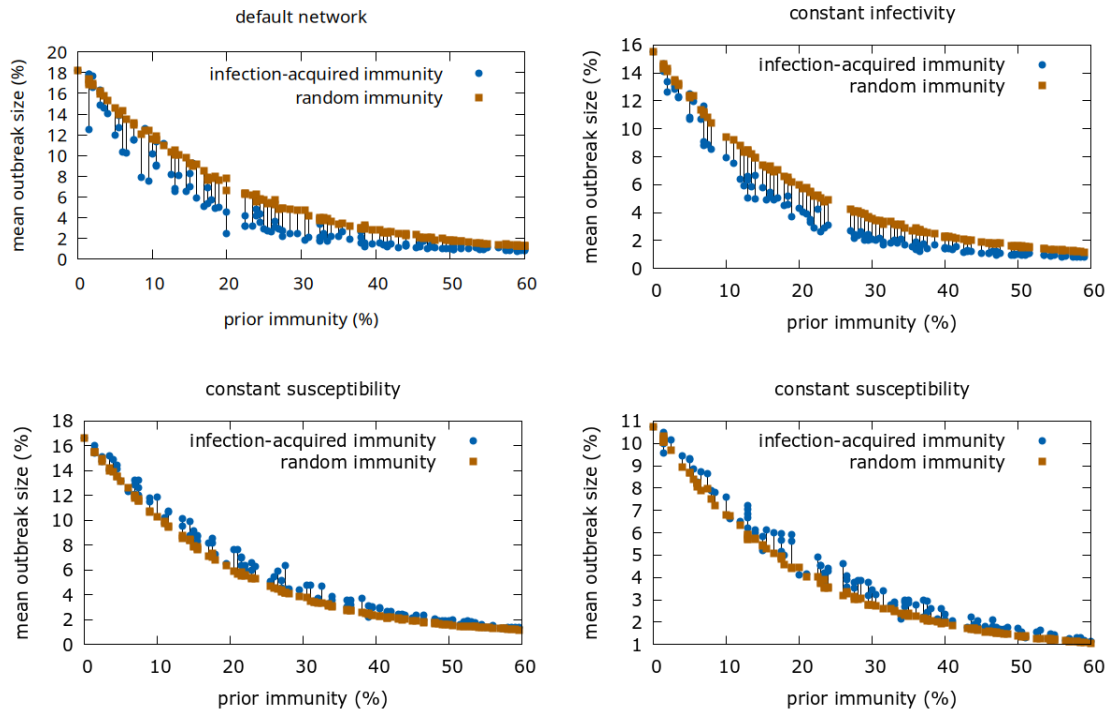 default network
mean outbreak size (%)
20
18
16
14
12
10
8
6
4
2
0
infection-acquired immunity
random immunity
0 10 20 30 40 50 60
prior immunity (%)
constant infectivity
mean outbreak size (%)
16
14
12
10
8
6
4
2
0
infection-acquired immunity
random immunity
0 10 20 30 40 50 60
prior immunity (%)
constant susceptibility
mean outbreak size (%)
18
16
14
12
10
8
6
4
2
0
infection-acquired immunity
random immunity
0 10 20 30 40 50 60
prior immunity (%)
constant susceptibility
mean outbreak size (%)
11
10
9
8
7
6
5
4
3
2
1
infection-acquired immunity
random immunity
0 10 20 30 40 50 60
prior immunity (%)